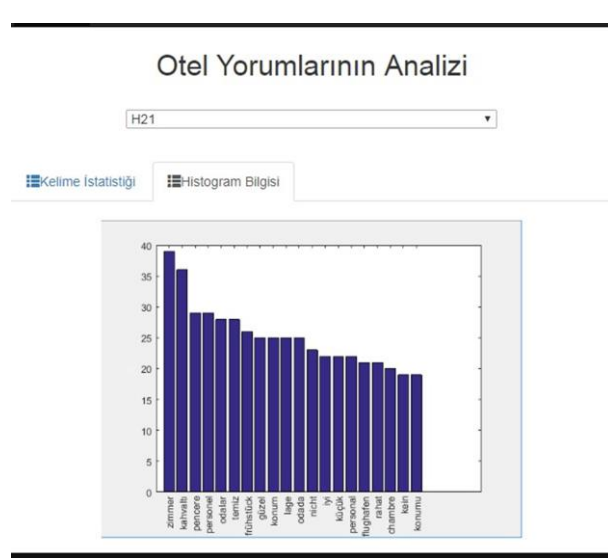 Otel Yorumlarının Analizi
H21
Kelime İstatistiği Histogram Bilgisi
40
35
30
25
20
15
10
5
0
zimmer
kahvaltı
pencere
personel
odalar
temiz
frühstück
güzel
konum
lage
odada
nicht
iyi
küçük
personal
flughafen
rahat
chambre
kein
konumu